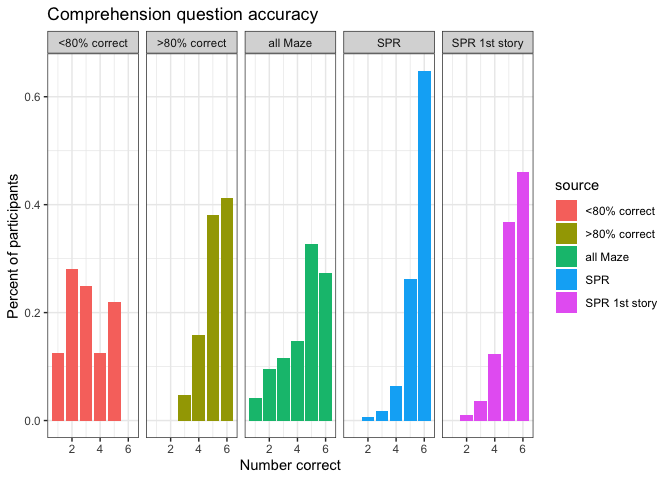 Comprehension question accuracy
<80% correct >80% correct all Maze SPR SPR 1st story
Percent of participants
0.6
0.4
0.2
0.0
2 4 6 2 4 6 2 4 6 2 4 6 2 4 6
Number correct
source
<80% correct
>80% correct
all Maze
SPR
SPR 1st story